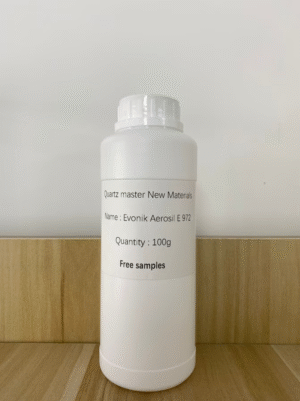 Quartz master New Materials
Name : Evonik Aerosil E 972
Quantity : 100g
Free samples